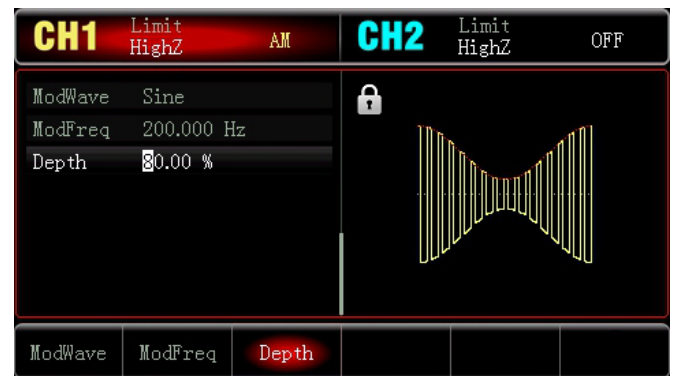 CH1 Limit HighZ AM CH2 Limit HighZ OFF
ModWave Sine
ModFreq 200.000 Hz
Depth 80.00 %
ModWave ModFreq Depth